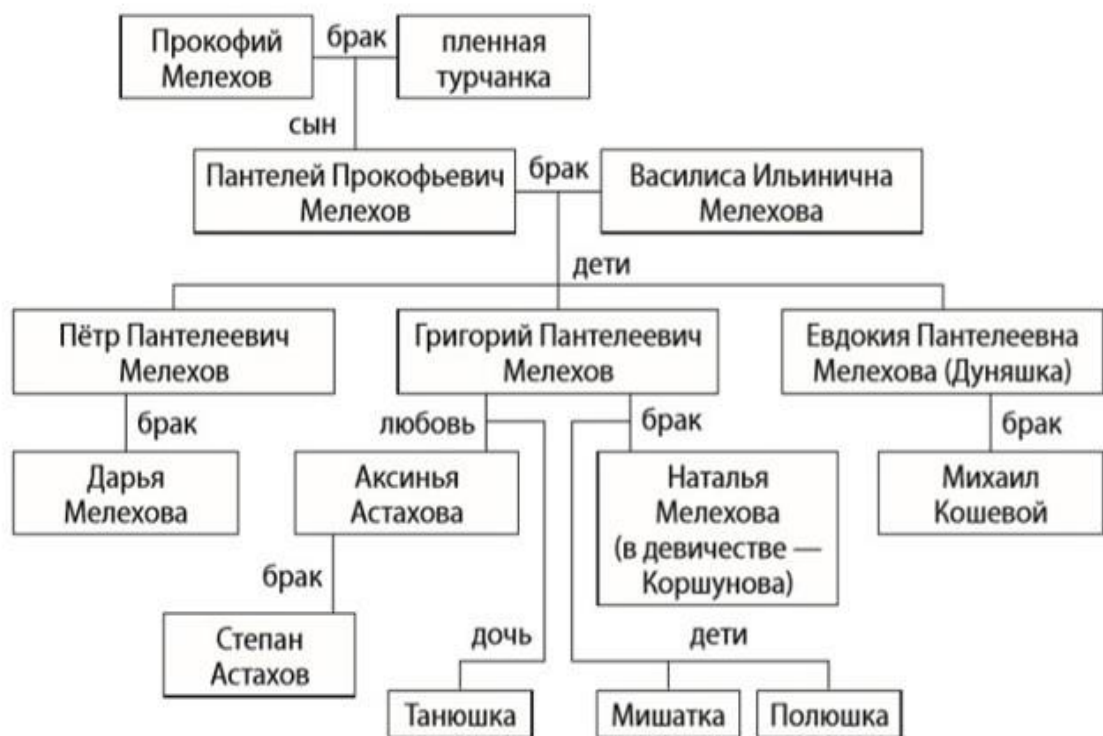 Прокофий
Мелехов
брак
пленная
турчанка
сын
Пантелей Прокофьевич
Мелехов
брак
Василиса Ильинична
Мелехова
дети
Пётр Пантелеевич
Мелехов
Григорий Пантелеевич
Мелехов
Евдокия Пантелеевна
Мелехова (Дуняшка)
брак
любовь
брак
брак
Дарья
Мелехова
Аксинья
Астахова
Наталья
Мелехова
(в девичестве —
Коршунова)
Михаил
Кошевой
брак
Степан
Астахов
дочь
дети
Танюшка
Мишатка
Полюшка